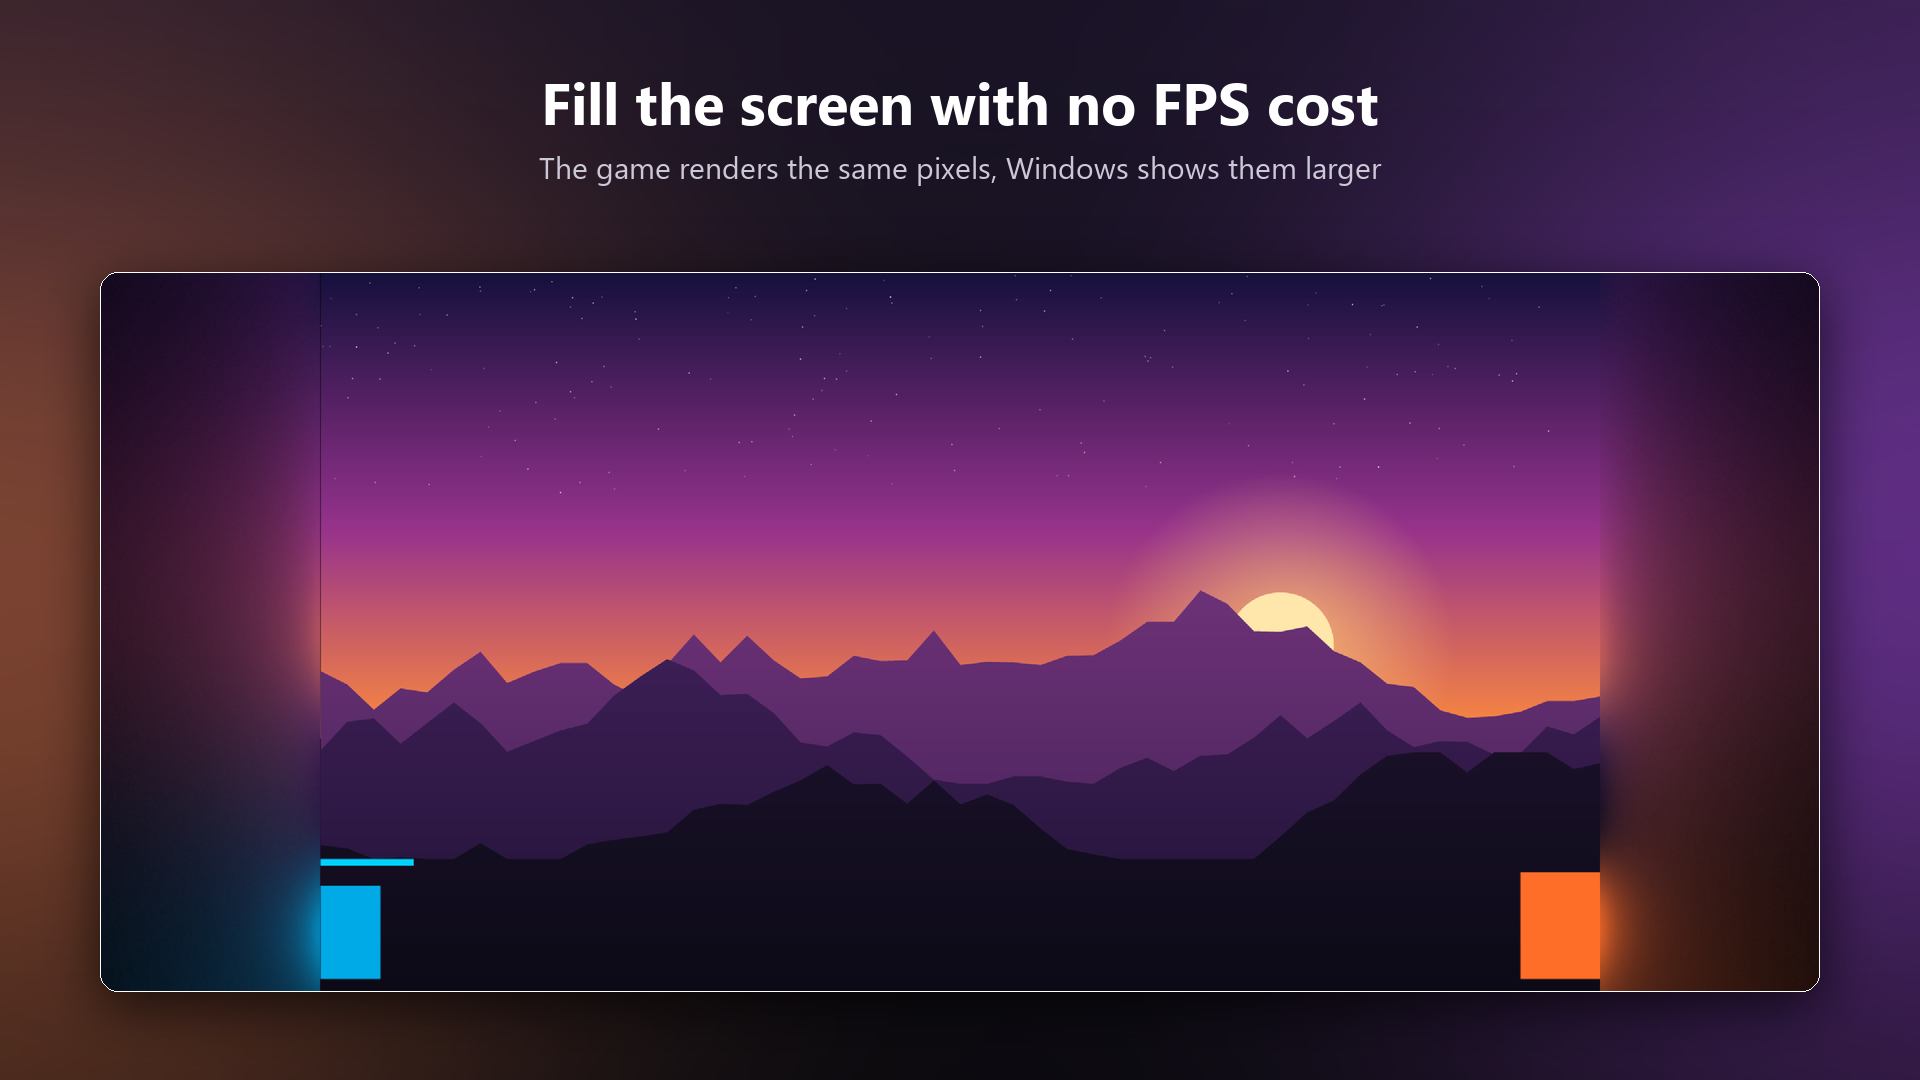 Fill the screen with no FPS cost
The game renders the same pixels, Windows shows them larger